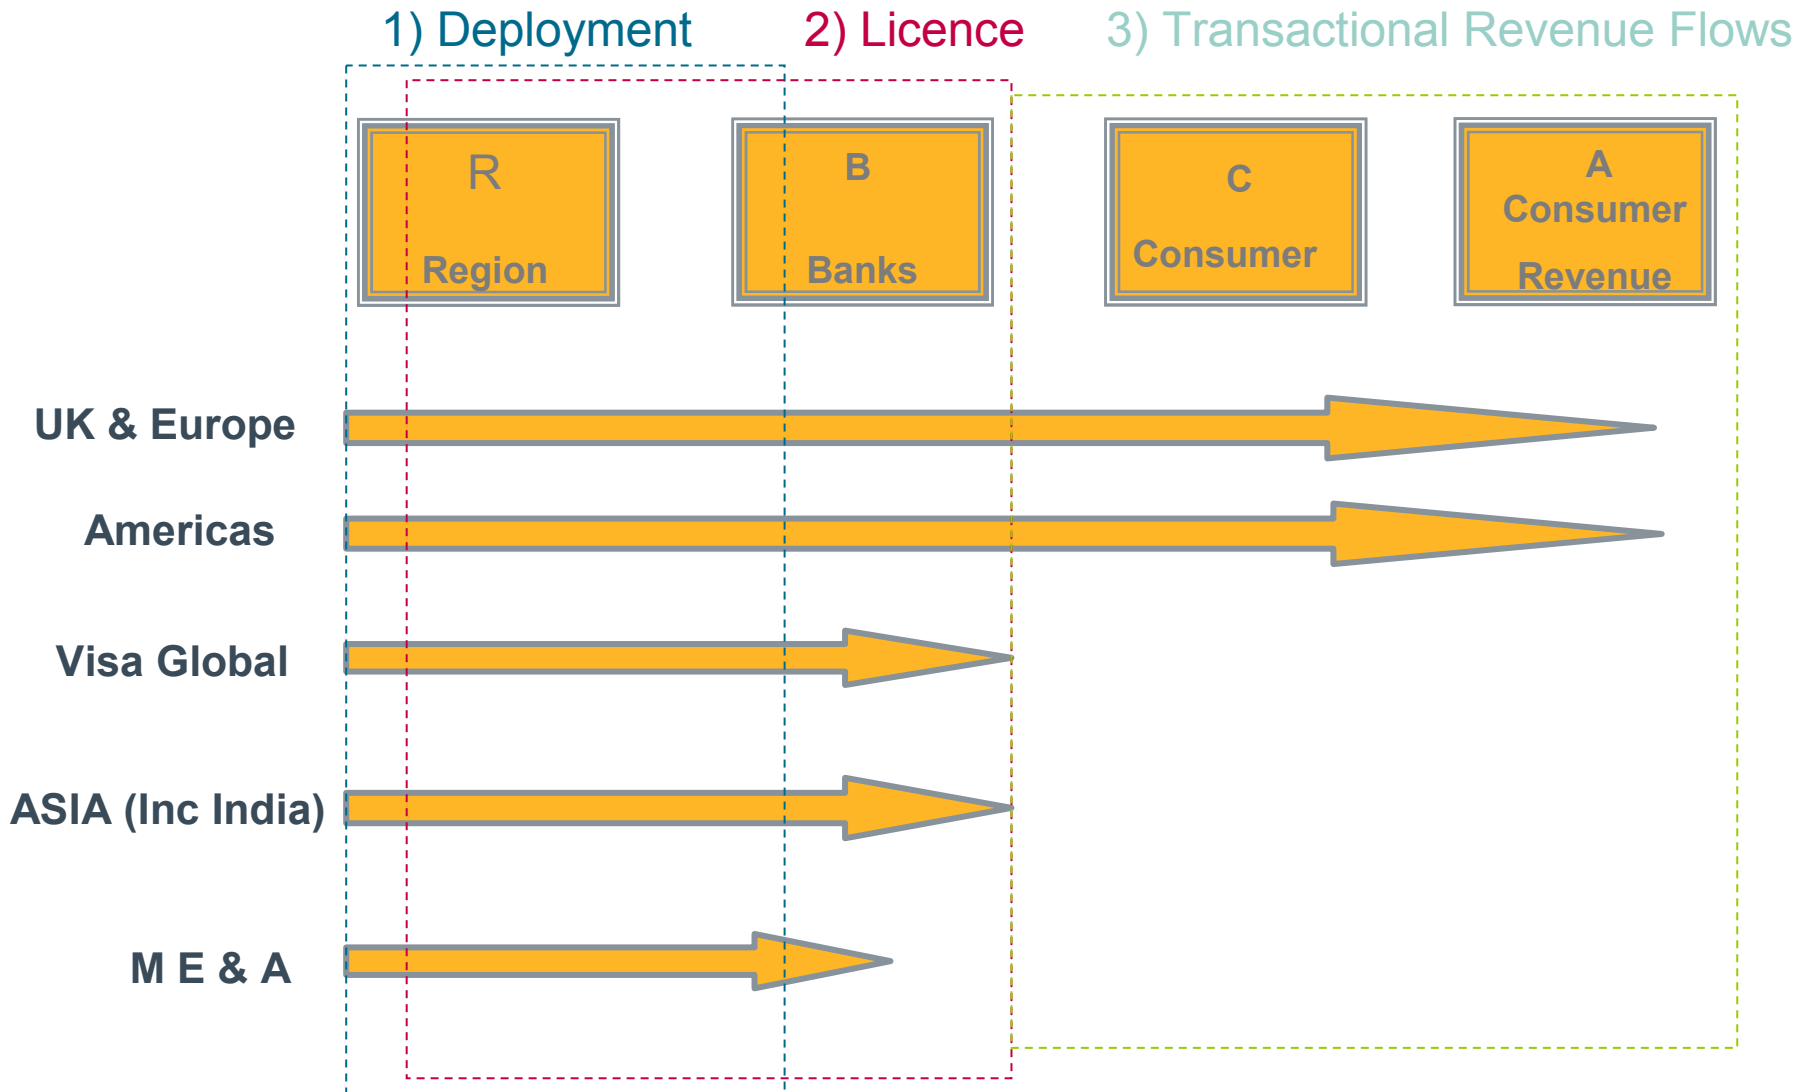 1) Deployment
2) Licence
3) Transactional Revenue Flows
R
Region
B
Banks
C
Consumer
A
Consumer
Revenue
UK & Europe
Americas
Visa Global
ASIA (Inc India)
M E & A